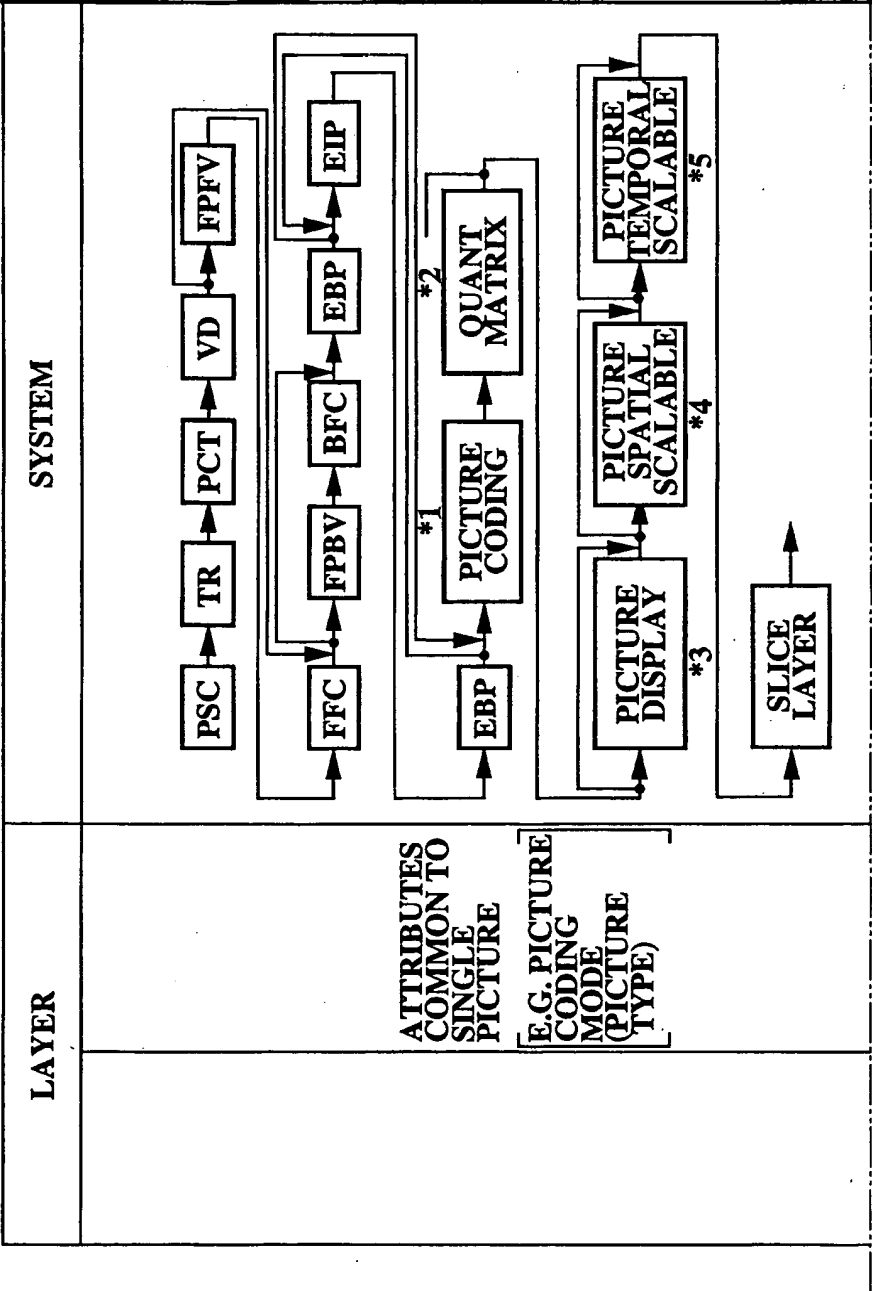 LAYER
SYSTEM
ATTRIBUTES
COMMON TO
SINGLE
PICTURE
E.G. PICTURE
CODING
MODE
(PICTURE
TYPE)
PSC
TR
PCT
VD
FPFV
FFC
FPBV
BFC
EBP
EIP
EBP
*1
PICTURE
CODING
*2
QUANT
MATRIX
PICTURE
DISPLAY
*3
PICTURE
SPATIAL
SCALABLE
*4
PICTURE
TEMPORAL
SCALABLE
*5
SLICE
LAYER